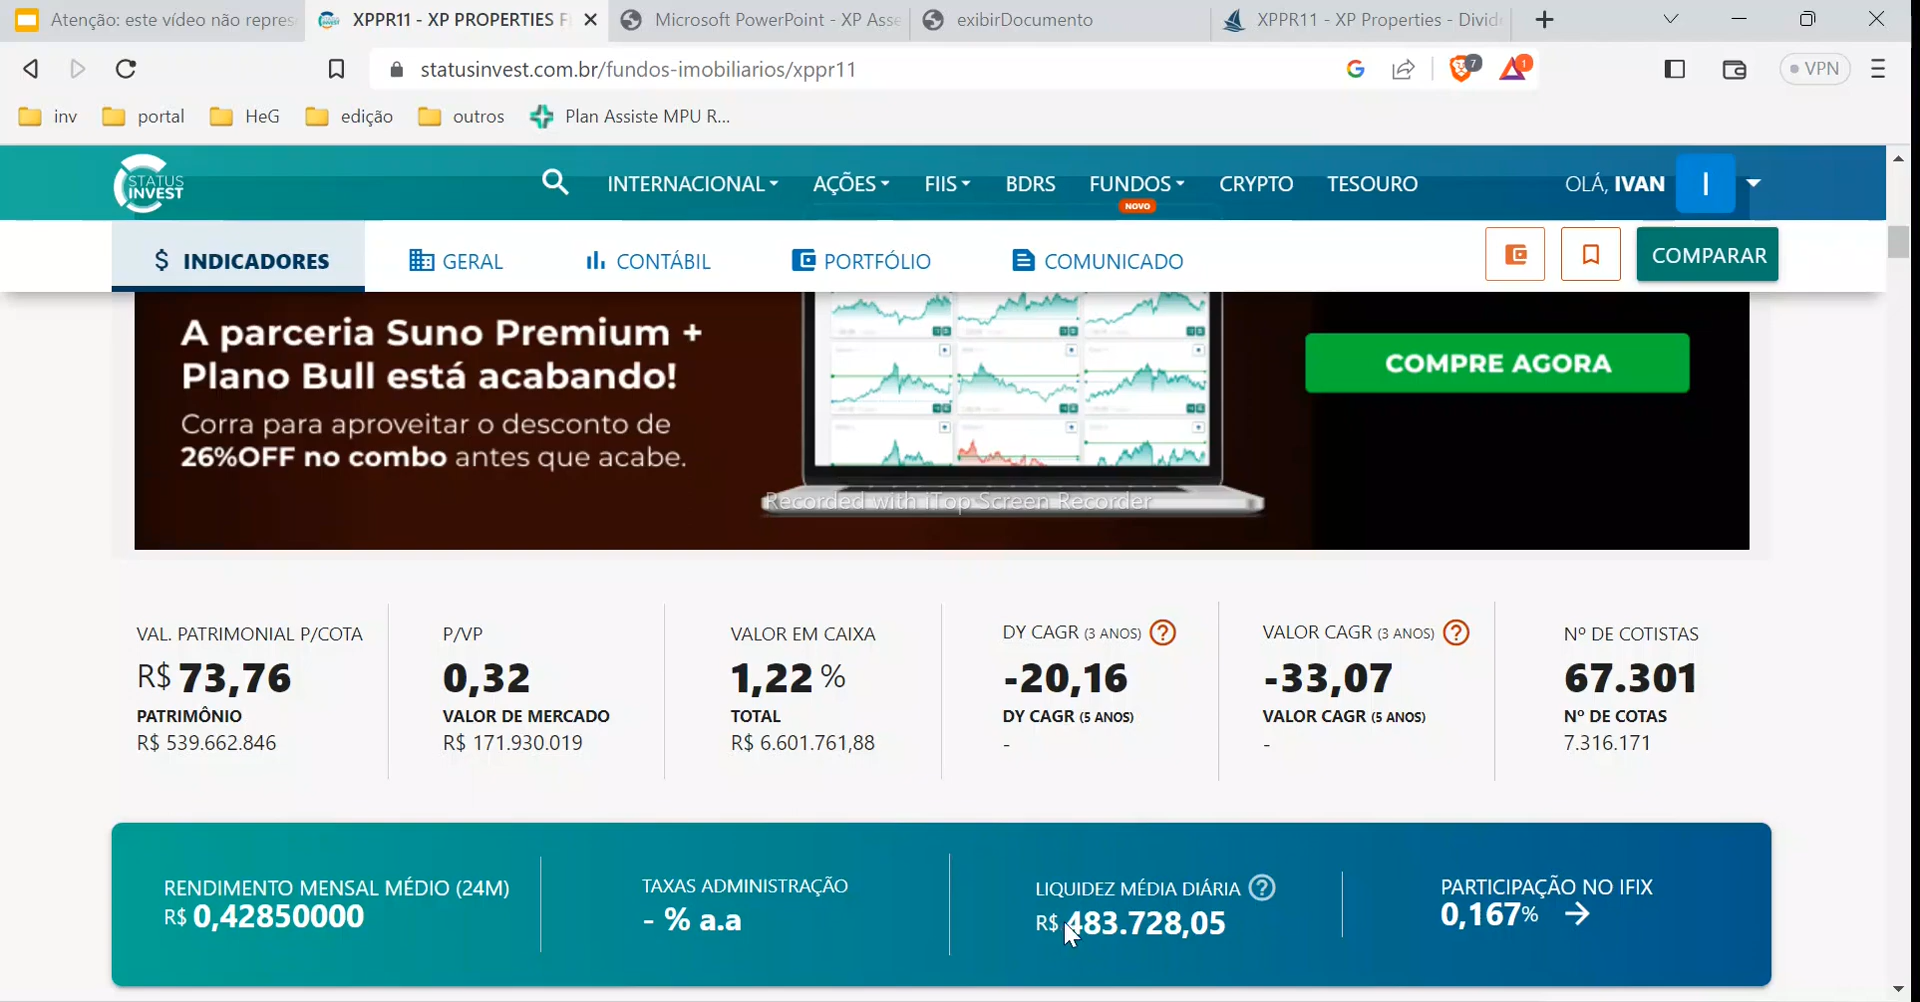 Atenção: este vídeo não repres
XPPR11 - XP PROPERTIES F
Microsoft PowerPoint - XP Asse
exibirDocumento
XPPR11 - XP Properties - Divid
statusinvest.com.br/fundos-imobiliarios/xppr11
7
1
VPN
inv
portal
HeG
edição
outros
Plan Assiste MPU R...
STATUS
INVEST
INTERNACIONAL
AÇÕES
FIIS
BDRS
FUNDOS
NOVO
CRYPTO
TESOURO
OLÁ, IVAN
I
INDICADORES
GERAL
CONTÁBIL
PORTFÓLIO
COMUNICADO
COMPARAR
A parceria Suno Premium +
Plano Bull está acabando!
Corra para aproveitar o desconto de
26%OFF no combo antes que acabe.
COMPRE AGORA
Recorded with iTop Screen Recorder
VAL. PATRIMONIAL P/COTA
R$ 73,76
PATRIMÔNIO
R$ 539.662.846
P/VP
0,32
VALOR DE MERCADO
R$ 171.930.019
VALOR EM CAIXA
1,22 %
TOTAL
R$ 6.601.761,88
DY CAGR (3 ANOS) ?
-20,16
DY CAGR (5 ANOS)
-
VALOR CAGR (3 ANOS) ?
-33,07
VALOR CAGR (5 ANOS)
-
Nº DE COTISTAS
67.301
Nº DE COTAS
7.316.171
RENDIMENTO MENSAL MÉDIO (24M)
R$ 0,42850000
TAXAS ADMINISTRAÇÃO
- % a.a
LIQUIDEZ MÉDIA DIÁRIA ?
R$ 483.728,05
PARTICIPAÇÃO NO IFIX
0,167%